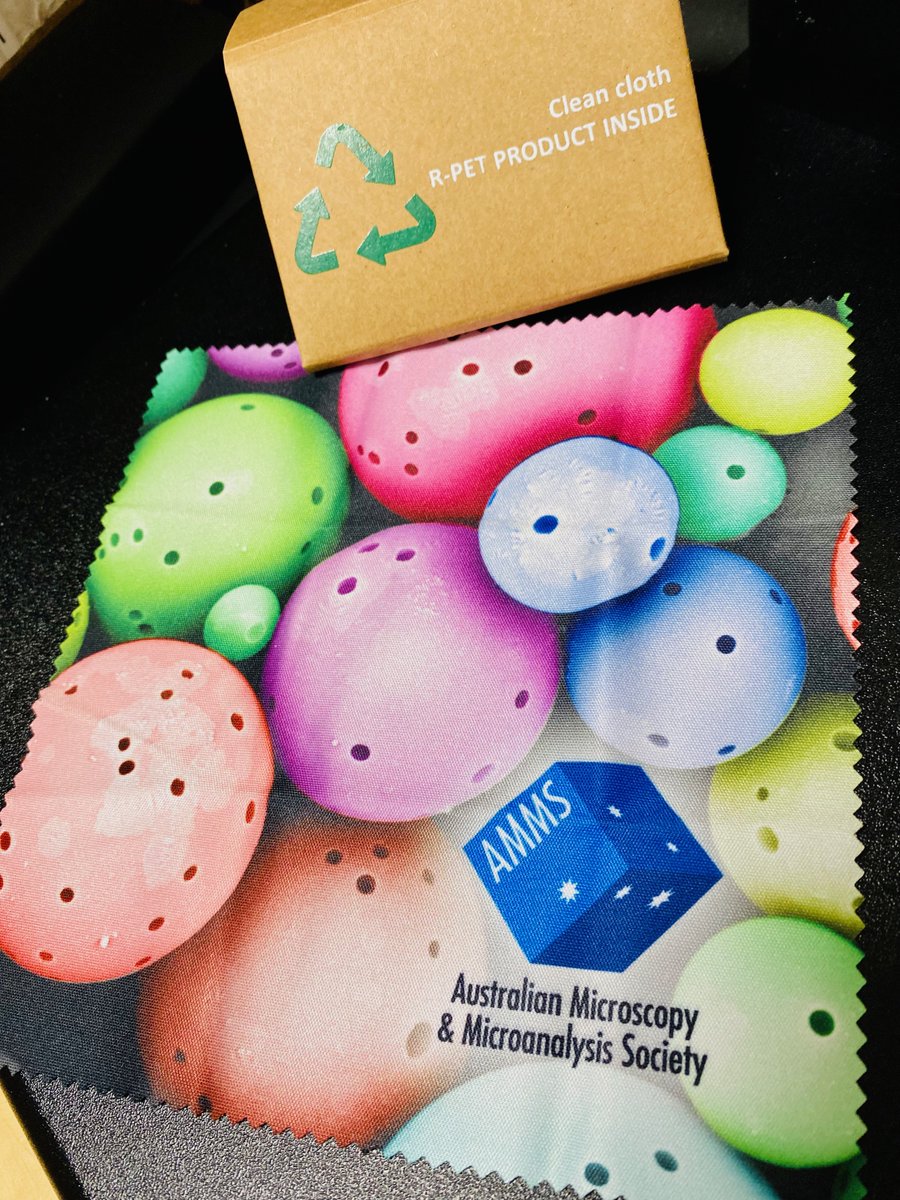 Clean cloth
R-PET PRODUCT INSIDE
AMMS
Australian Microscopy
& Microanalysis Society